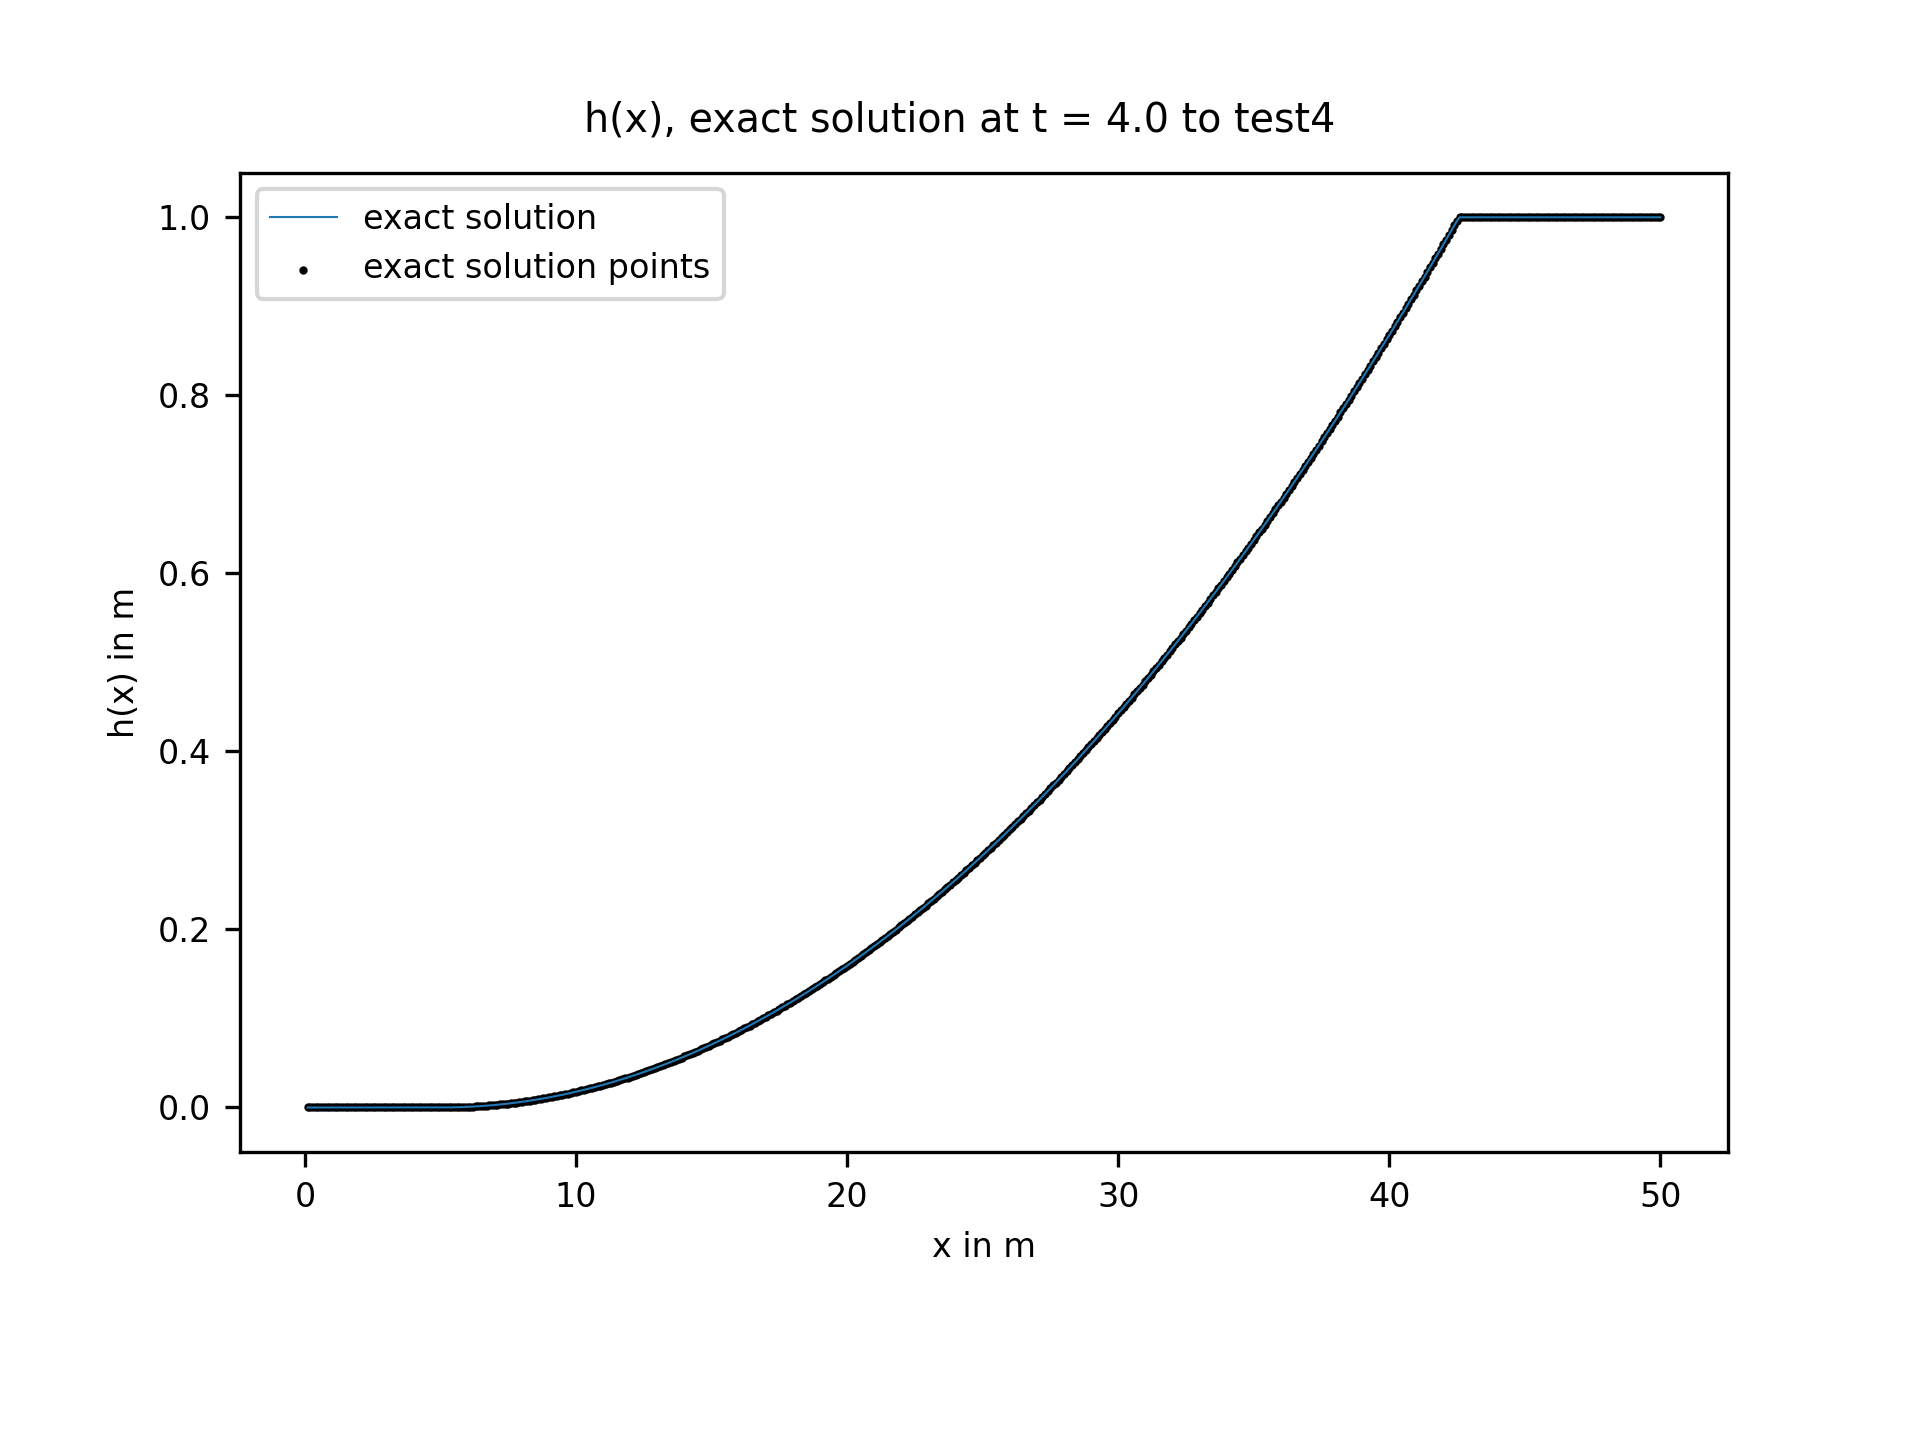 h(x), exact solution at t = 4.0 to test4
exact solution
exact solution points
h(x) in m
1.0
0.8
0.6
0.4
0.2
0.0
0 10 20 30 40 50
x in m